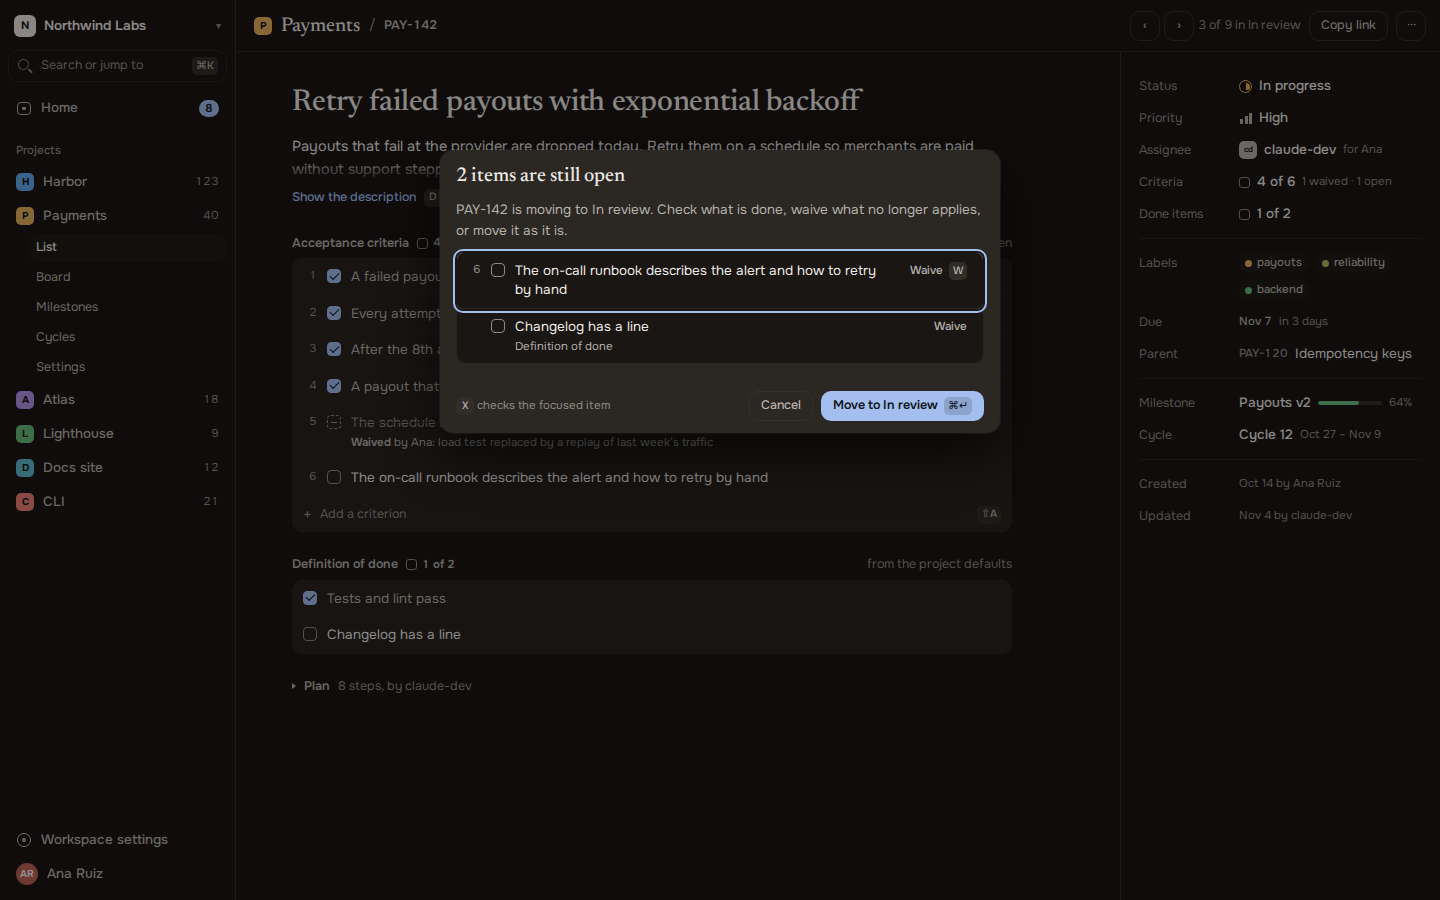 N Northwind Labs
Search or jump to ⌘K
Home 8
Projects
H Harbor 123
P Payments 40
List
Board
Milestones
Cycles
Settings
A Atlas 18
L Lighthouse 9
D Docs site 12
C CLI 21
Workspace settings
AR Ana Ruiz
P Payments / PAY-142
‹ › 3 of 9 in In review Copy link ···
Retry failed payouts with exponential backoff
Payouts that fail at the provider are dropped today. Retry them on a schedule so merchants are paid
without support
Show the description D
Acceptance criteria 4
1 A failed
2 Every attempt
3 After the 8th
4 A payout that
5 The schedule
Waived by Ana: load test replaced by a replay of last week's traffic
6 The on-call runbook describes the alert and how to retry by hand
+ Add a criterion ⇧A
Definition of done 1 of 2 from the project defaults
Tests and lint pass
Changelog has a line
Plan 8 steps, by claude-dev
2 items are still open
PAY-142 is moving to In review. Check what is done, waive what no longer applies,
or move it as it is.
6 The on-call runbook describes the alert and how to retry Waive W
by hand
Changelog has a line Waive
Definition of done
X checks the focused item Cancel Move to In review ⌘↵
Status In progress
Priority High
Assignee cd claude-dev for Ana
Criteria 4 of 6 1 waived · 1 open
Done items 1 of 2
Labels payouts reliability
backend
Due Nov 7 in 3 days
Parent PAY-120 Idempotency keys
Milestone Payouts v2 64%
Cycle Cycle 12 Oct 27 – Nov 9
Created Oct 14 by Ana Ruiz
Updated Nov 4 by claude-dev